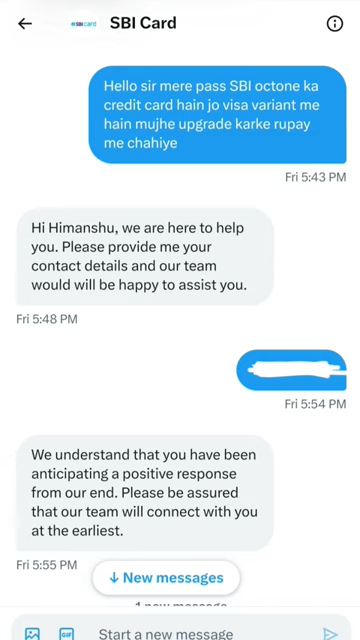 SBI card SBI Card
Hello sir mere pass SBI octone ka
credit card hain jo visa variant me
hain mujhe upgrade karke rupay
me chahiye
Fri 5:43 PM
Hi Himanshu, we are here to help
you. Please provide me your
contact details and our team
would will be happy to assist you.
Fri 5:48 PM
Fri 5:54 PM
We understand that you have been
anticipating a positive response
from our end. Please be assured
that our team will connect with you
at the earliest.
Fri 5:55 PM
↓ New messages
1 new message
GIF Start a new message